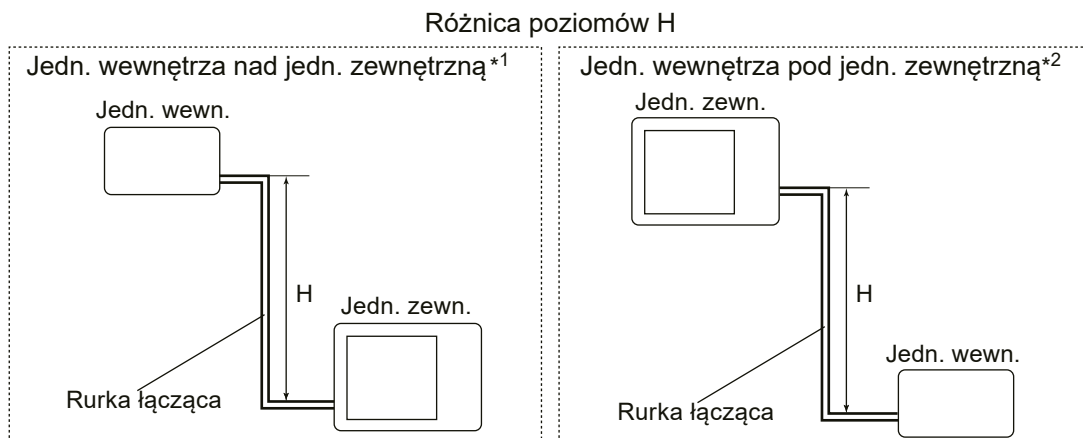 Różnica poziomów H
Jedn. wewnętrza nad jedn. zewnętrzną*1
Jedn. wewn.
H
Jedn. zewn.
Rurka łącząca
Jedn. wewnętrza pod jedn. zewnętrzną*2
Jedn. zewn.
H
Jedn. wewn.
Rurka łącząca